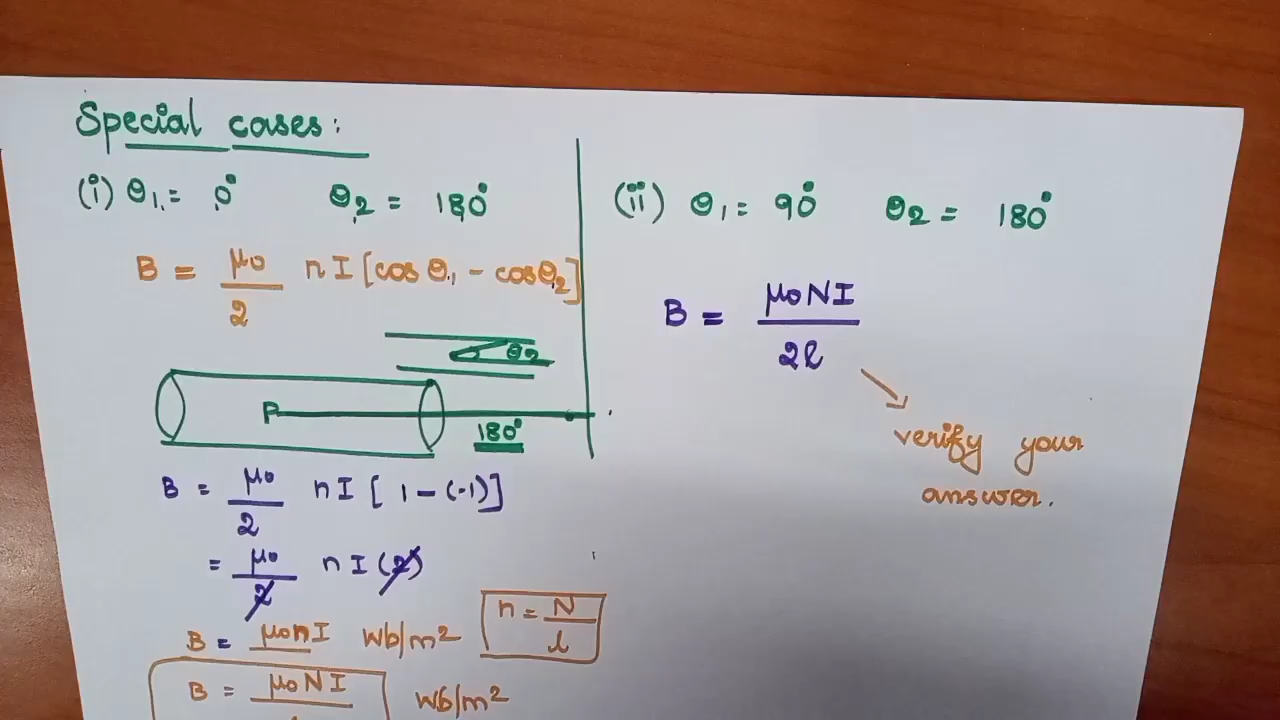 Special cases:
(i) θ₁ = 0° θ₂ = 180°
B = μ₀/2 nI [cos θ₁ - cos θ₂]
θ₂
P
180°
B = μ₀/2 nI [1 - (-1)]
= μ₀/2 nI (2)
B = μ₀nI Wb/m²
n = N/l
B = μ₀NI/l Wb/m²
(ii) θ₁ = 90° θ₂ = 180°
B = μ₀NI/2l
verify your
answer.